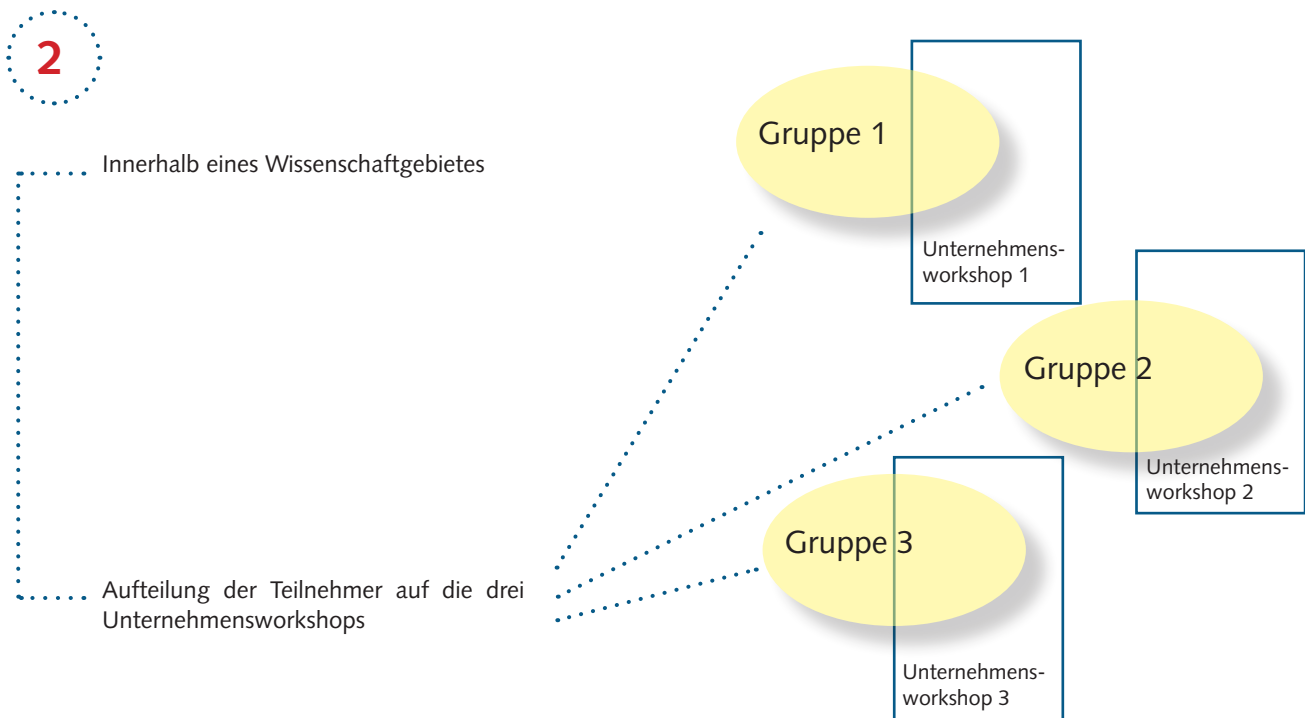 2
Innerhalb eines Wissenschaftgebietes
Gruppe 1
Unternehmens-
workshop 1
Gruppe 2
Unternehmens-
workshop 2
Gruppe 3
Unternehmens-
workshop 3
Aufteilung der Teilnehmer auf die drei
Unternehmensworkshops